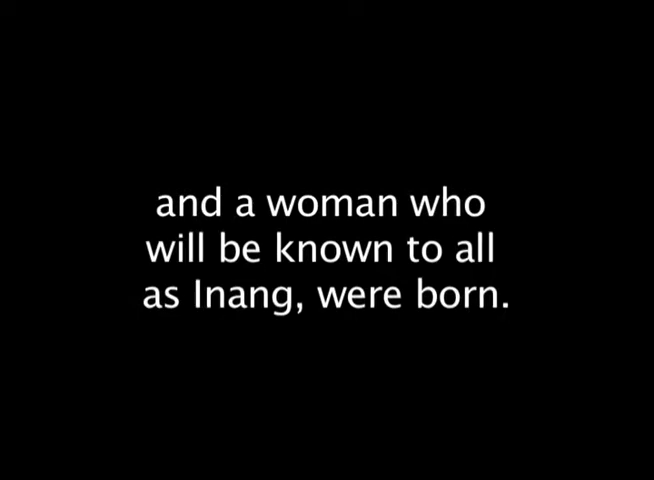 and a woman who
will be known to all
as Inang, were born.